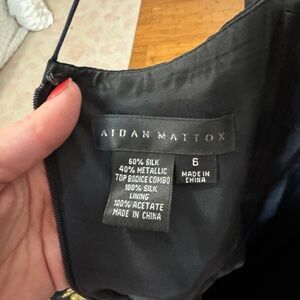 AIDAN MATTOX
60% SILK
40% METALLIC
TOP BODICE COMBO
100% SILK
LINING
100% ACETATE
MADE IN CHINA
6
MADE IN
CHINA